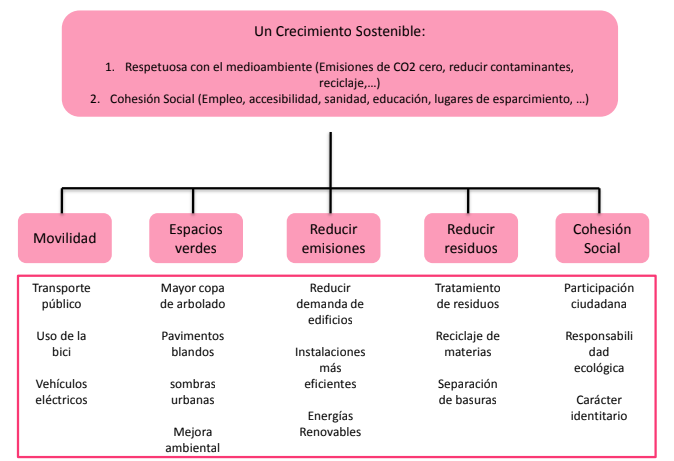 Un Crecimiento Sostenible:
1. Respetuosa con el medioambiente (Emisiones de CO2 cero, reducir contaminantes,
reciclaje,...)
2. Cohesión Social (Empleo, accesibilidad, sanidad, educación, lugares de esparcimiento, ...)
Movilidad
Espacios
verdes
Reducir
emisiones
Reducir
residuos
Cohesión
Social
Transporte
público
Uso de la
bici
Vehículos
eléctricos
Mayor copa
de arbolado
Pavimentos
blandos
sombras
urbanas
Mejora
ambiental
Reducir
demanda de
edificios
Instalaciones
más
eficientes
Energías
Renovables
Tratamiento
de residuos
Reciclaje de
materias
Separación
de basuras
Participación
ciudadana
Responsabili
dad
ecológica
Carácter
identitario